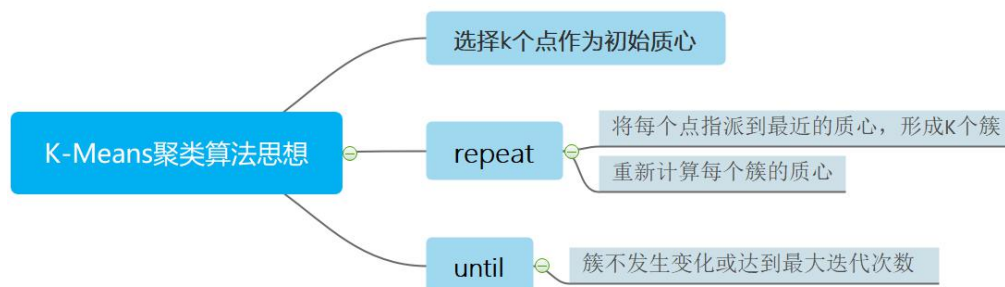 选择k个点作为初始质心
K-Means聚类算法思想
repeat
将每个点指派到最近的质心，形成K个簇
重新计算每个簇的质心
until
簇不发生变化或达到最大迭代次数